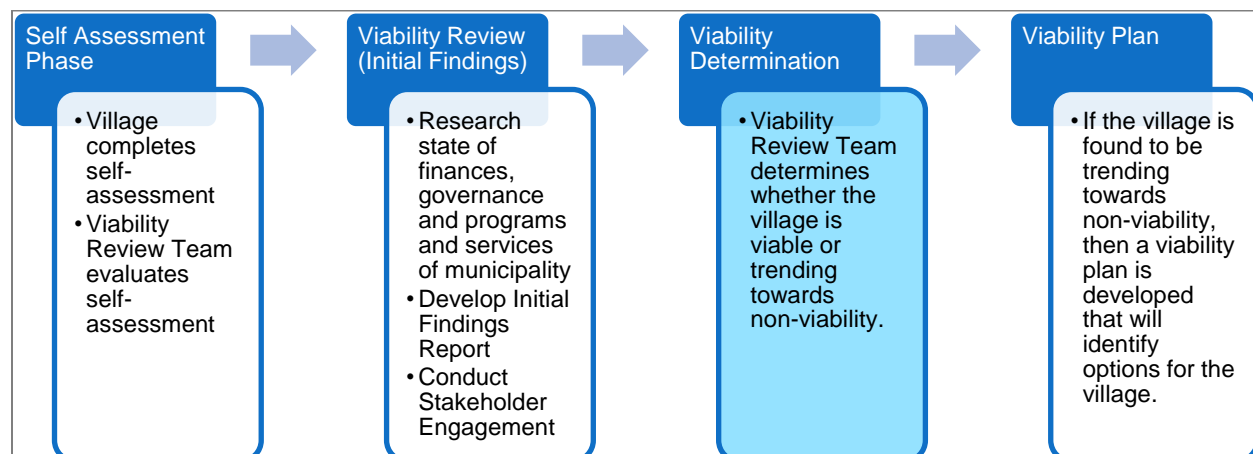 Self Assessment
Phase
• Village
completes
self-
assessment
• Viability
Review Team
evaluates
self-
assessment
Viability Review
(Initial Findings)
• Research
state of
finances,
governance
and programs
and services
of municipality
• Develop Initial
Findings
Report
• Conduct
Stakeholder
Engagement
Viability
Determination
• Viability
Review Team
determines
whether the
village is
viable or
trending
towards
non-viability.
Viability Plan
• If the village is
found to be
trending
towards
non-viability,
then a viability
plan is
developed
that will
identify
options for the
village.